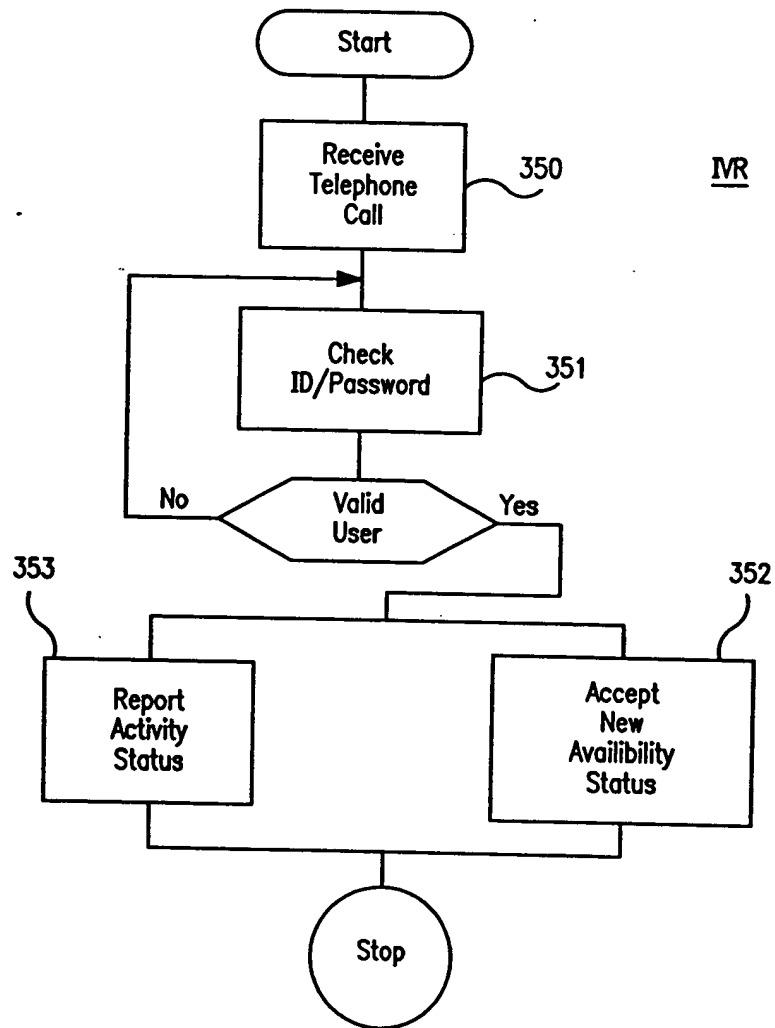 Start
Receive
Telephone
Call
350
IVR
Check
ID/Password
351
No
Valid
User
Yes
353
352
Report
Activity
Status
Accept
New
Availibility
Status
Stop